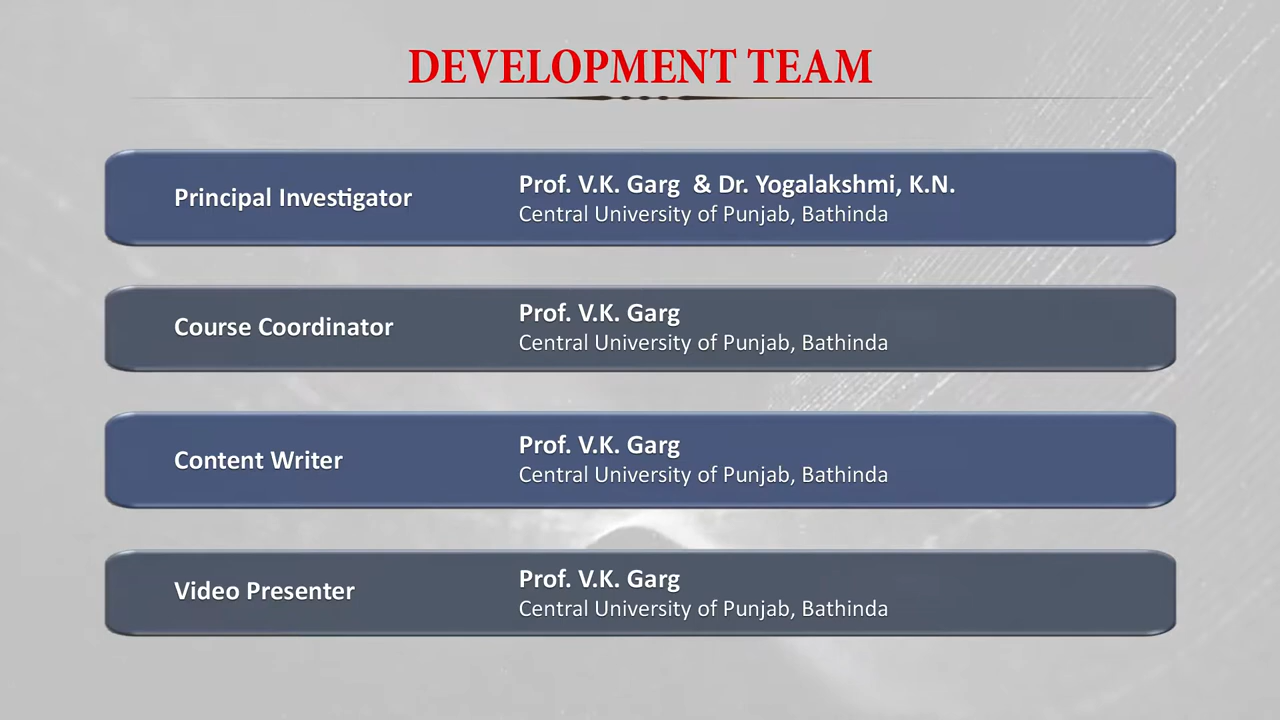 DEVELOPMENT TEAM
Principal Investigator
Prof. V.K. Garg & Dr. Yogalakshmi, K.N.
Central University of Punjab, Bathinda
Course Coordinator
Prof. V.K. Garg
Central University of Punjab, Bathinda
Content Writer
Prof. V.K. Garg
Central University of Punjab, Bathinda
Video Presenter
Prof. V.K. Garg
Central University of Punjab, Bathinda